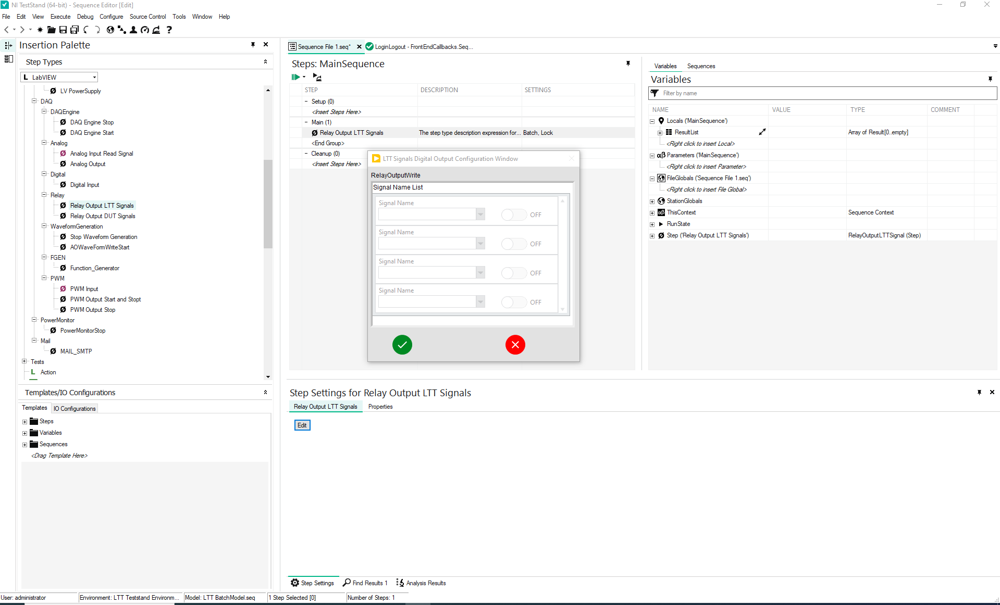 NI TestStand (64-bit) - Sequence Editor [Edit]
File Edit View Execute Debug Configure Source Control Tools Window Help
Insertion Palette
Step Types
LabVIEW
LV PowerSupply
DAQ
DAQEngine
DAQ Engine Stop
DAQ Engine Start
Analog
Analog Input Read Signal
Analog Output
Digital
Digital Input
Relay
Relay Output LTT Signals
Relay Output DUT Signals
WaveformGeneration
Stop Waveform Generation
AOWaveFormWriteStart
FGEN
Function_Generator
PWM
PWM Input
PWM Output Start and Stopt
PWM Output Stop
PowerMonitor
PowerMonitorStop
Mail
MAIL_SMTP
Tests
Action
Templates/IO Configurations
Templates IO Configurations
Steps
Variables
Sequences
<Drag Template Here>
Sequence File 1.seq* LoginLogout - FrontEndCallbacks.Seq...
Steps: MainSequence
STEP DESCRIPTION SETTINGS
Setup (0)
<Insert Steps Here>
Main (1)
Relay Output LTT Signals The step type description expression for... Batch, Lock
<End Group>
Cleanup (0)
<Insert Steps Here>
LTT Signals Digital Output Configuration Window
RelayOutputWrite
Signal Name List
Signal Name
OFF
Signal Name
OFF
Signal Name
OFF
Signal Name
OFF
Variables Sequences
Variables
Filter by name
NAME VALUE TYPE COMMENT
Locals ('MainSequence')
ResultList Array of Result[0..empty]
<Right click to insert Local>
Parameters ('MainSequence')
<Right click to insert Parameter>
FileGlobals ('Sequence File 1.seq')
<Right click to insert File Global>
StationGlobals
ThisContext Sequence Context
RunState
Step ('Relay Output LTT Signals') RelayOutputLTTSignal (Step)
Step Settings for Relay Output LTT Signals
Relay Output LTT Signals Properties
Edit
Step Settings Find Results 1 Analysis Results
User: administrator Environment: LTT Teststand Environm... Model: LTT BatchModel.seq 1 Step Selected [0] Number of Steps: 1